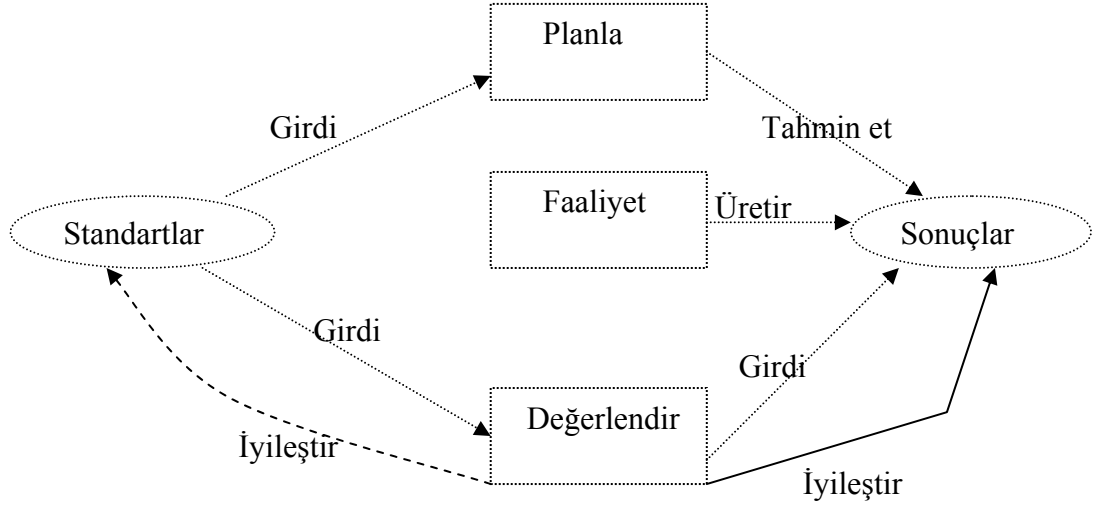 Planla
Girdi
Tahmin et
Faaliyet
Üretir
Standartlar
Sonuçlar
Girdi
Girdi
Değerlendir
İyileştir
İyileştir